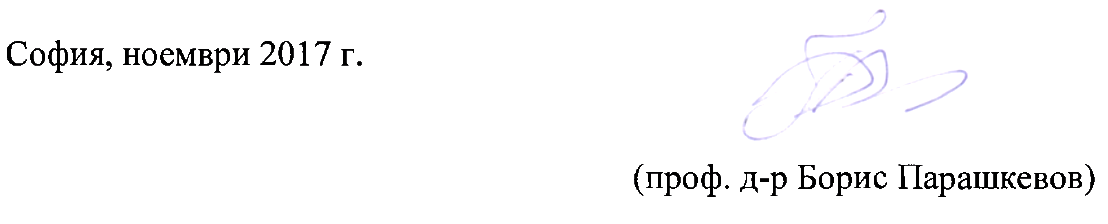 София, ноември 2017 г.
(проф. д-р Борис Парашкевов)